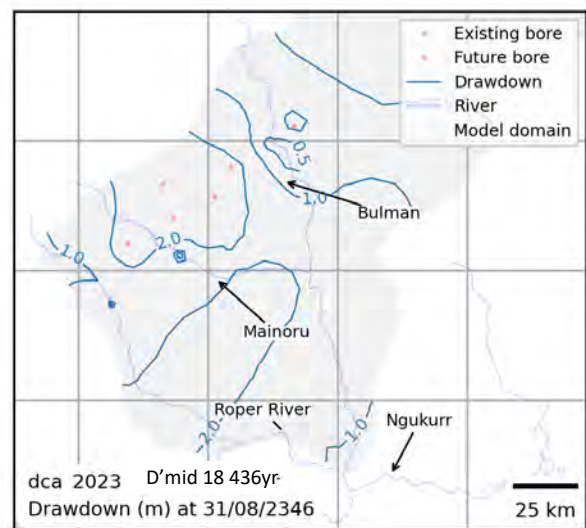 Existing bore
Future bore
Drawdown
River
Model domain
0.5
1.0
Bulman
2.0
1.0
Mainoru
Roper River
2.0
1.0
Ngukurr
dca 2023 D'mid 18 436yr
Drawdown (m) at 31/08/2346
25 km